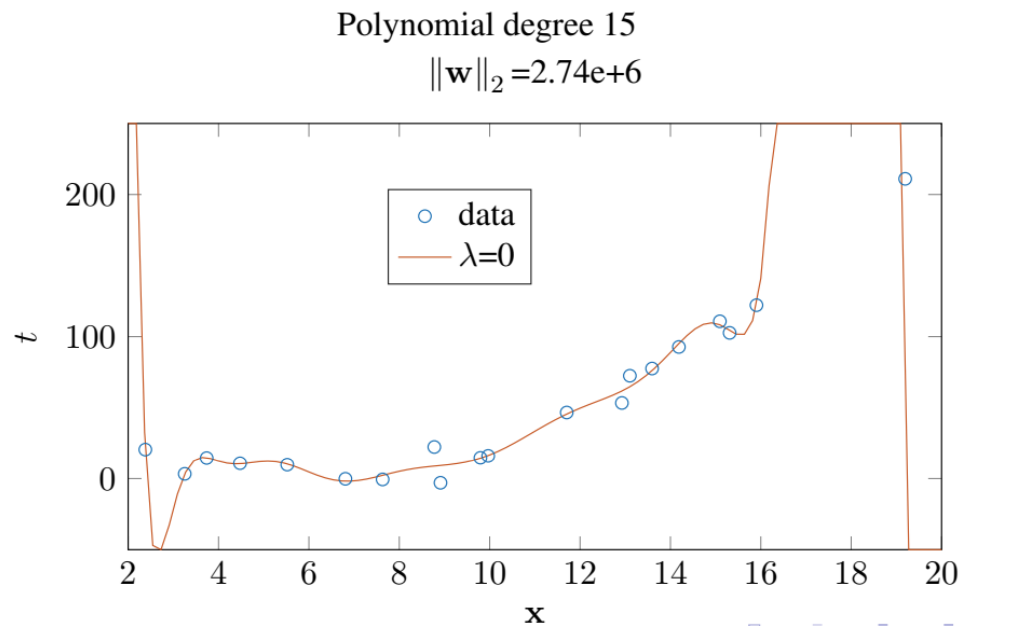 Polynomial degree 15
‖w‖₂ =2.74e+6
200
100
0
t
data
λ=0
2 4 6 8 10 12 14 16 18 20
x